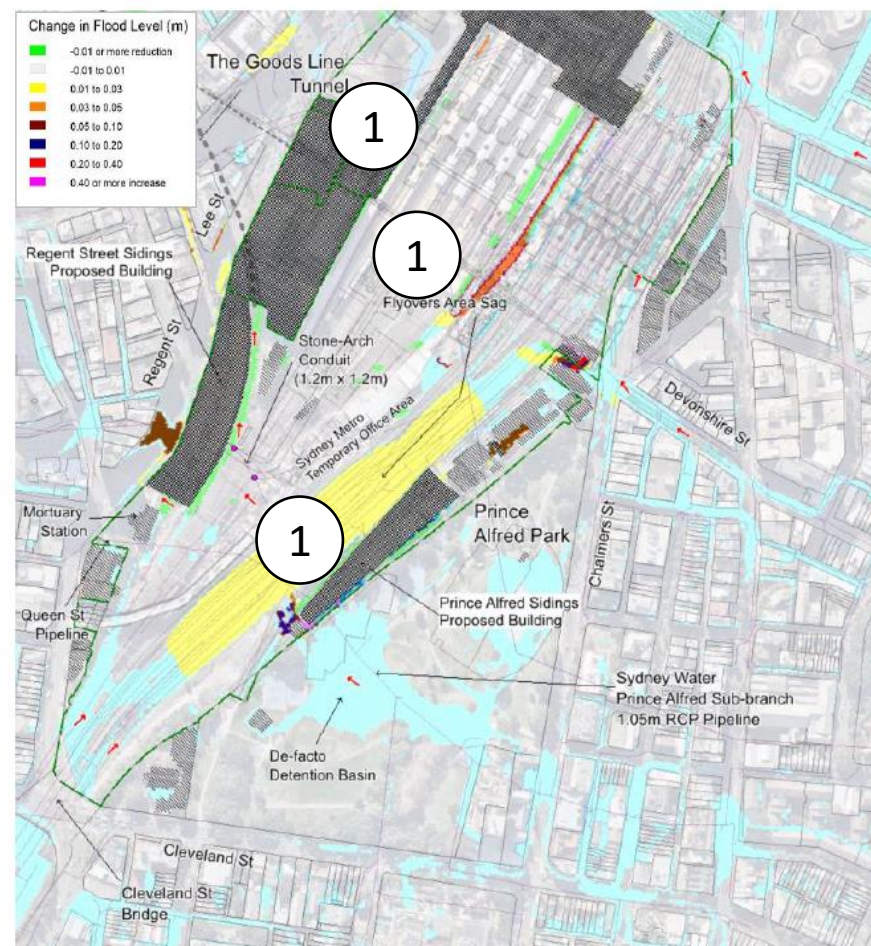 Change in Flood Level (m)
-0.01 or more reduction
-0.01 to 0.01
0.01 to 0.03
0.03 to 0.05
0.05 to 0.10
0.10 to 0.20
0.20 to 0.40
0.40 or more increase
The Goods Line
Tunnel
1
Lee St
Regent Street Sidings
Proposed Building
1
Flyovers Area Sag
Regent St
Stone-Arch
Conduit
(1.2m x 1.2m)
Sydney Metro
Temporary Office Area
Devonshire St
Mortuary
Station
Prince
Alfred Park
Chalmers St
1
Queen St
Pipeline
Prince Alfred Sidings
Proposed Building
Sydney Water
Prince Alfred Sub-branch
1.05m RCP Pipeline
De-facto
Detention Basin
Cleveland St
Cleveland St
Bridge